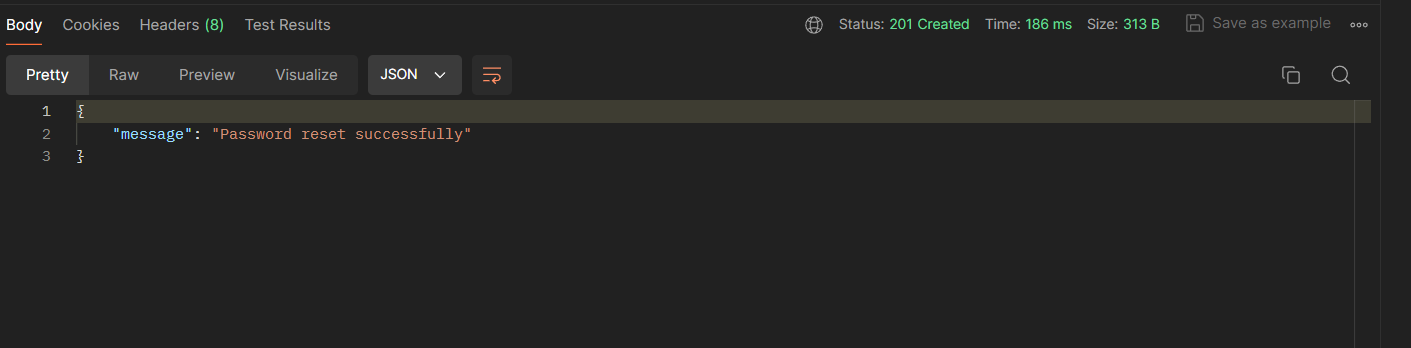 Body Cookies Headers (8) Test Results Status: 201 Created Time: 186 ms Size: 313 B Save as example
Pretty Raw Preview Visualize JSON
1 {
2 "message": "Password reset successfully"
3 }